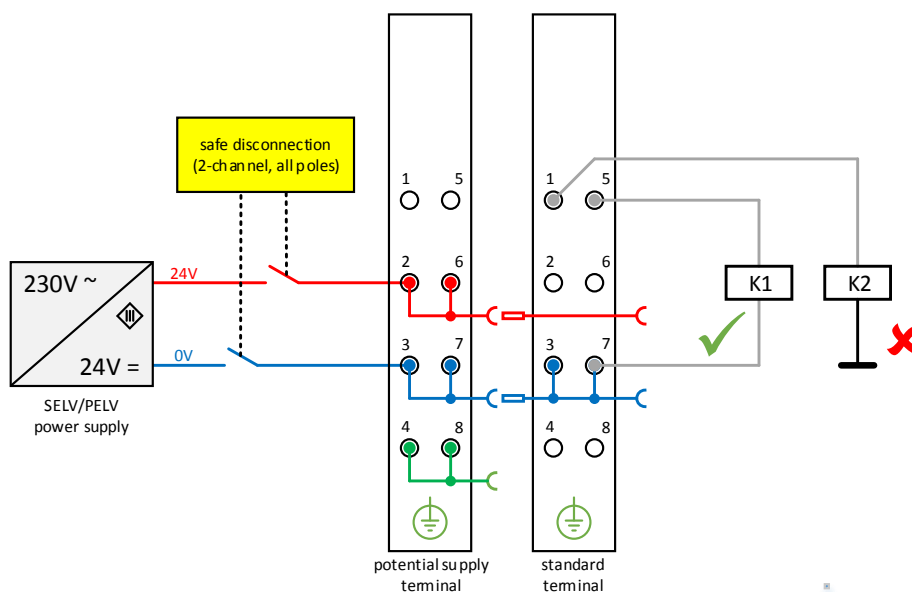 safe disconnection
(2-channel, all poles)
1
5
1
5
230V ~
24V
2
6
2
6
K1
K2
III
24V =
0V
3
7
3
7
SELV/PELV
power supply
4
8
4
8
potential supply
terminal
standard
terminal